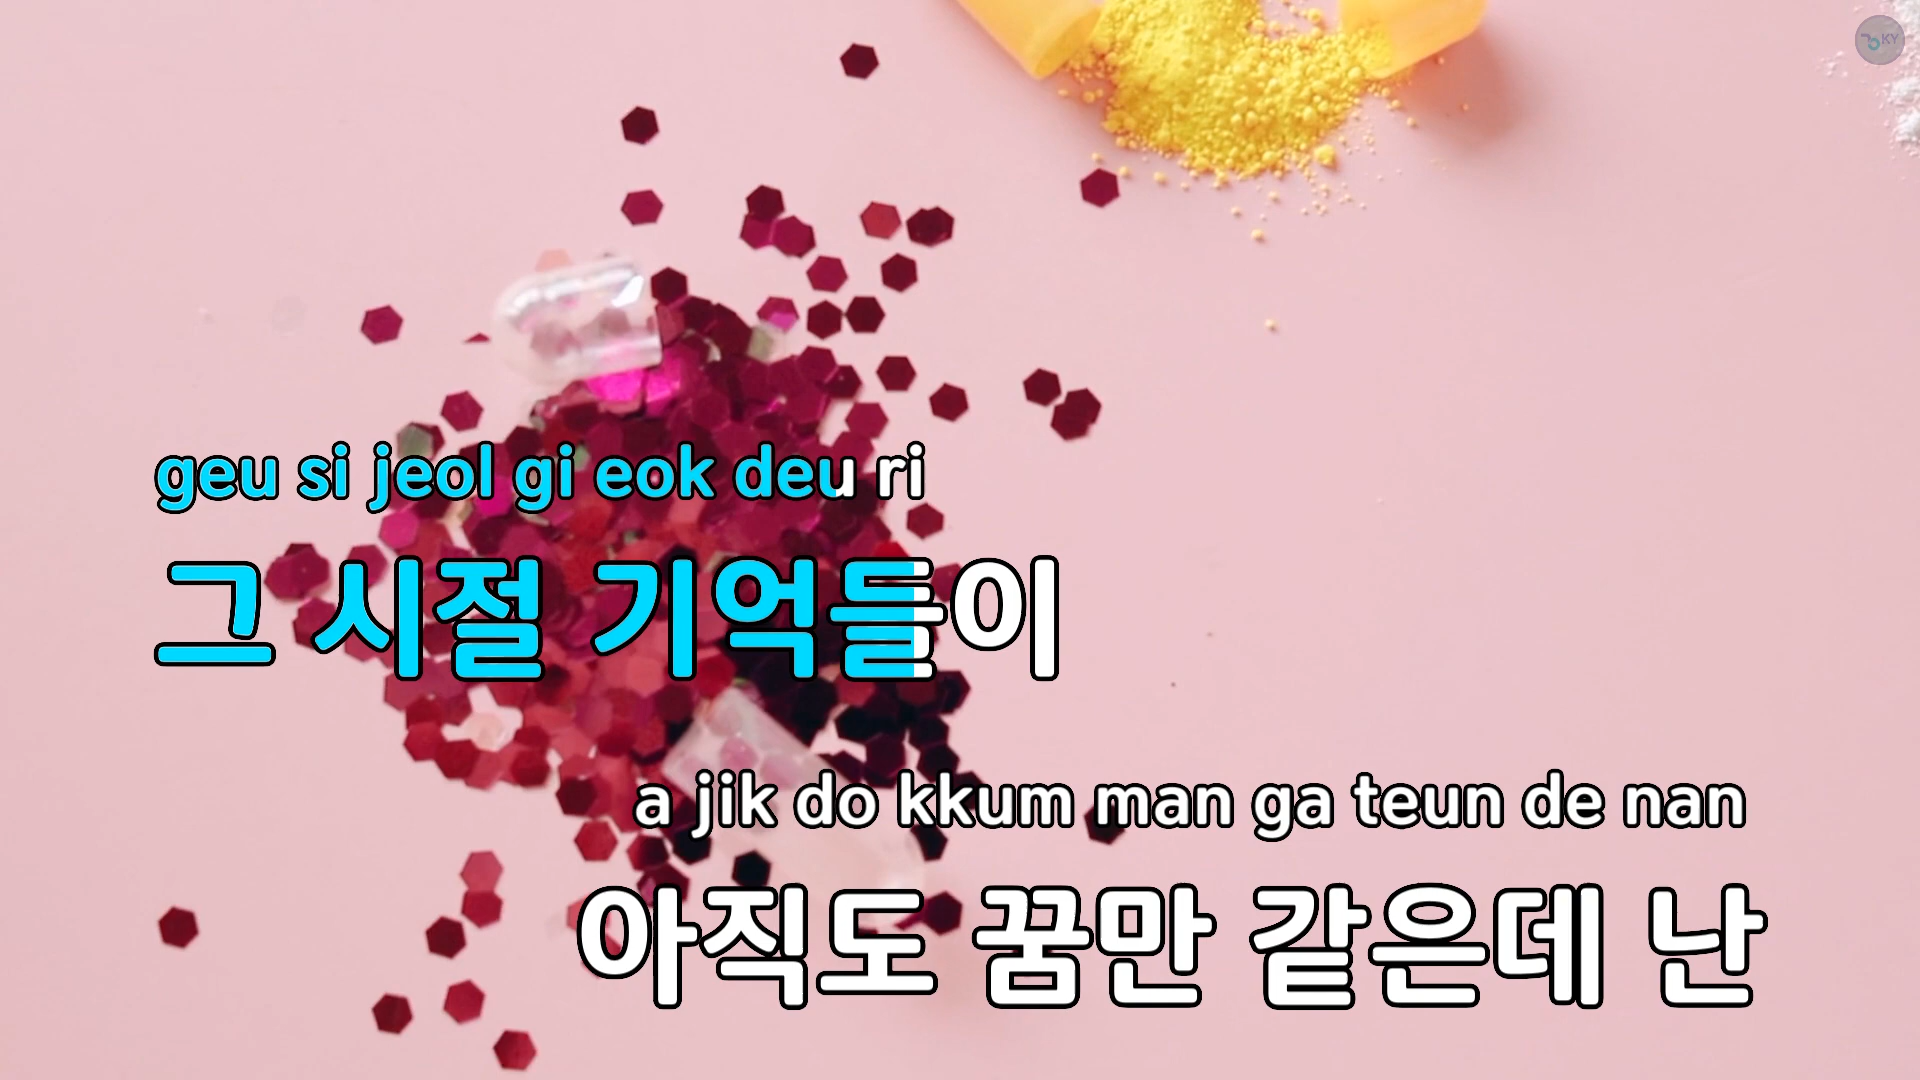 KY
geu si jeol gi eok deu ri
그 시절 기억들이
a jik do kkum man ga teun de nan
아직도 꿈만 같은데 난